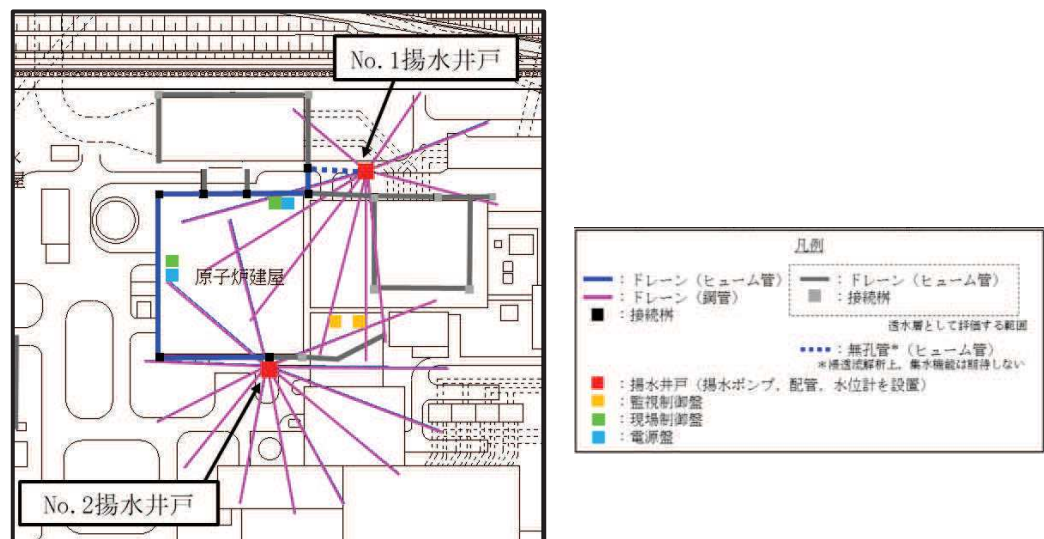 No.1揚水井戸
屋
原子炉建屋
No.2揚水井戸
凡例
：ドレーン（ヒューム管）
：ドレーン（鋼管）
：接続桝
：ドレーン（ヒューム管）
：接続桝
透水層として評価する範囲
：無孔管*（ヒューム管）
*浸透流解析上，集水機能は期待しない
：揚水井戸（揚水ポンプ，配管，水位計を設置）
：監視制御盤
：現場制御盤
：電源盤